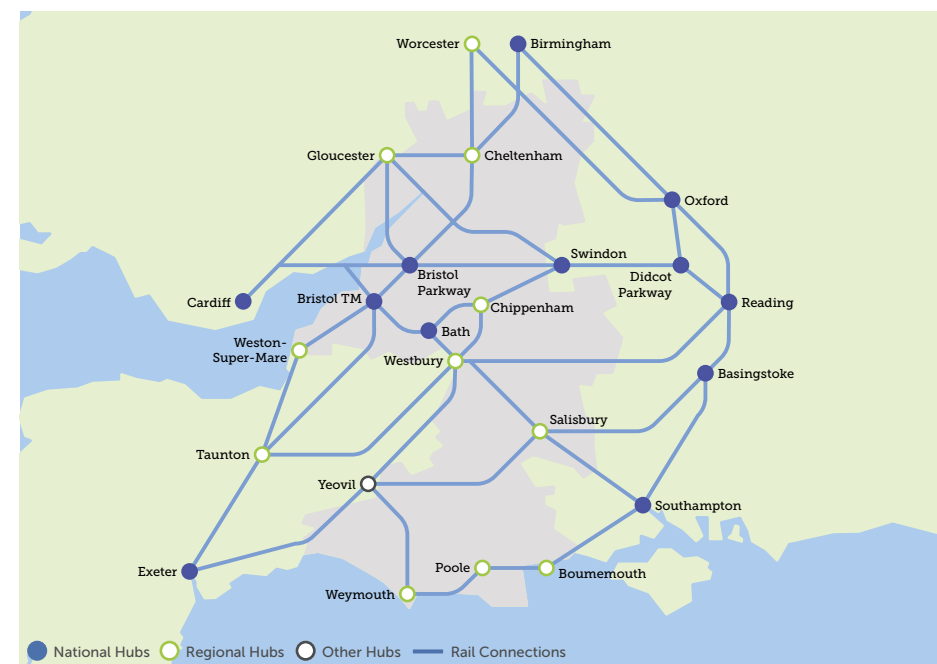 Worcester
Birmingham
Gloucester
Cheltenham
Oxford
Swindon
Bristol
Parkway
Didcot
Parkway
Cardiff
Bristol TM
Chippenham
Reading
Bath
Weston-
Super-Mare
Westbury
Basingstoke
Salisbury
Taunton
Yeovil
Southampton
Exeter
Poole
Bournemouth
Weymouth
National Hubs
Regional Hubs
Other Hubs
Rail Connections